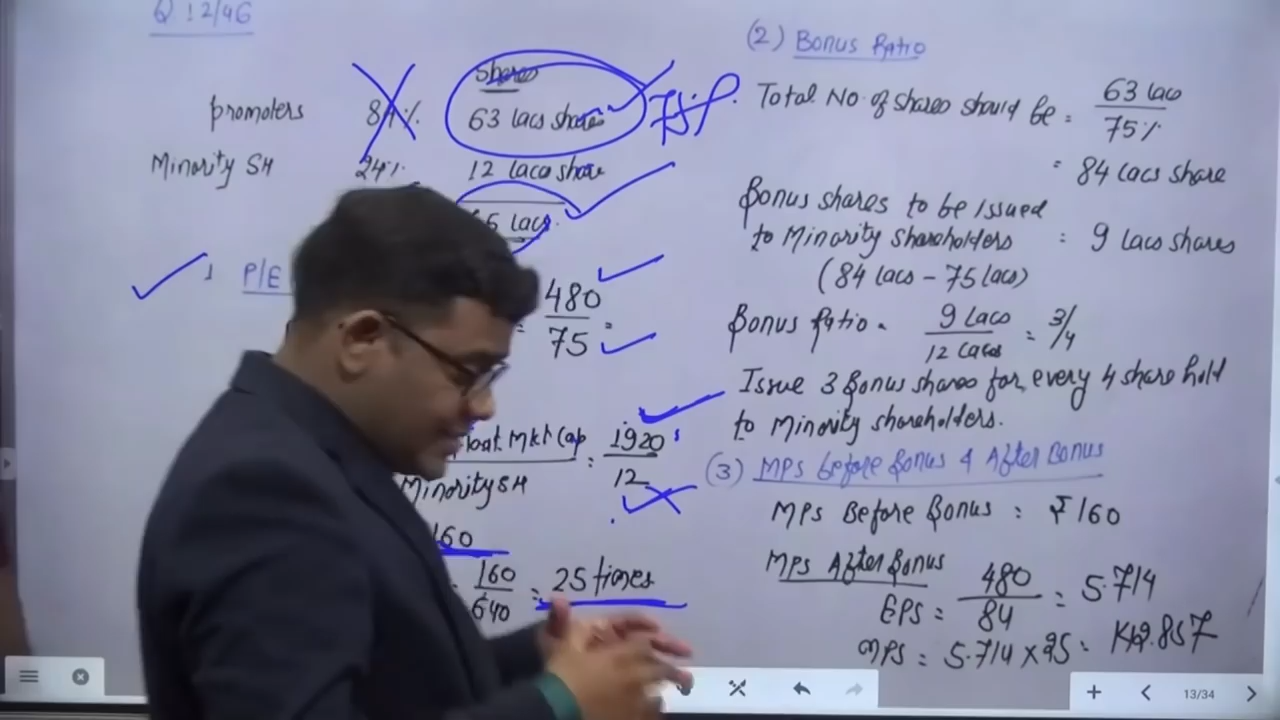 Q 12/46
Shares
promoters 84%. 63 lacs shares 75%.
Minority SH 24%. 12 lacs share
5 lacs.
1 P/E
= 480/75 =
loat. Mkt Cap / Minority SH = 1920/12
160
= 160/640 = 25 times
(2) Bonus Ratio
Total No. of shares should be = 63 lac/75%
= 84 lacs share
Bonus shares to be issued
to Minority Shareholders = 9 lacs shares
(84 lacs - 75 lacs)
Bonus Ratio = 9 Lacs/12 Lacs = 3/4
Issue 3 Bonus shares for every 4 share hold
to Minority shareholders.
(3) MPS Before Bonus & After Bonus
MPS Before Bonus : ₹160
MPS After Bonus
EPS = 480/84 = 5.714
MPS = 5.714 × 25 =
13/34